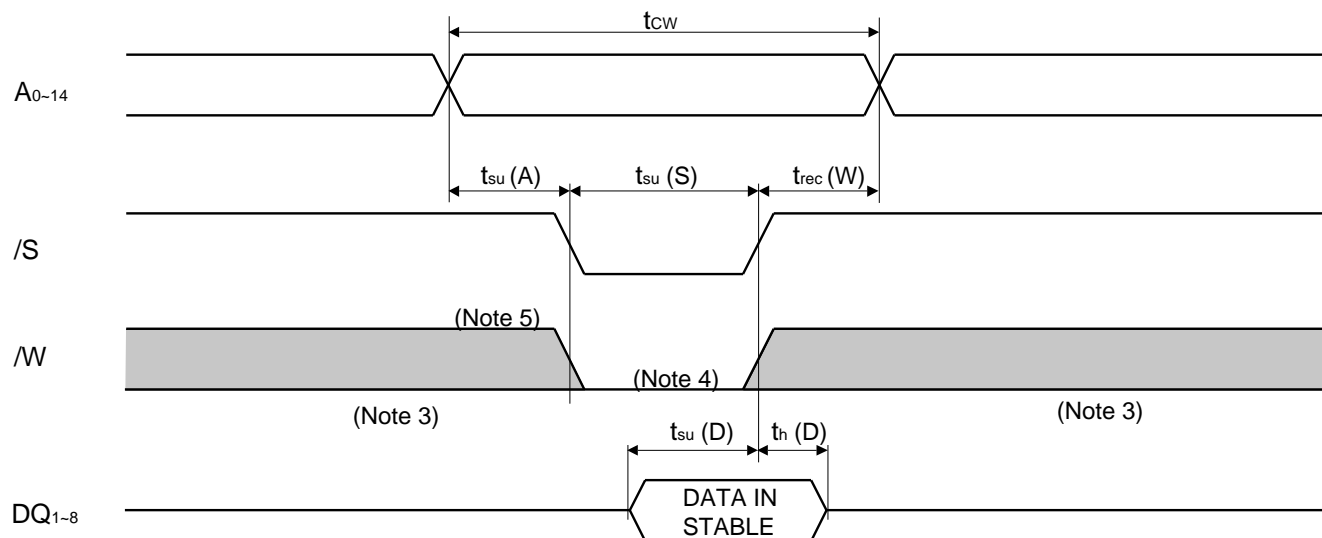 tCW
A0~14
tsu (A) tsu (S) trec (W)
/S
(Note 5)
/W
(Note 4)
(Note 3) (Note 3)
tsu (D) th (D)
DATA IN
DQ1~8
STABLE